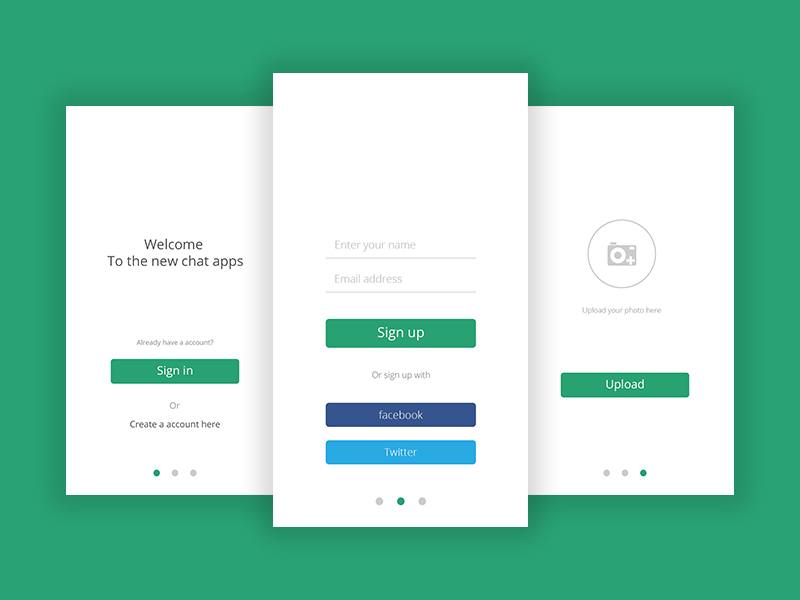 Welcome
To the new chat apps
Already have a account?
Sign in
Or
Create a account here
Enter your name
Email address
Sign up
Or sign up with
facebook
Twitter
Upload your photo here
Upload